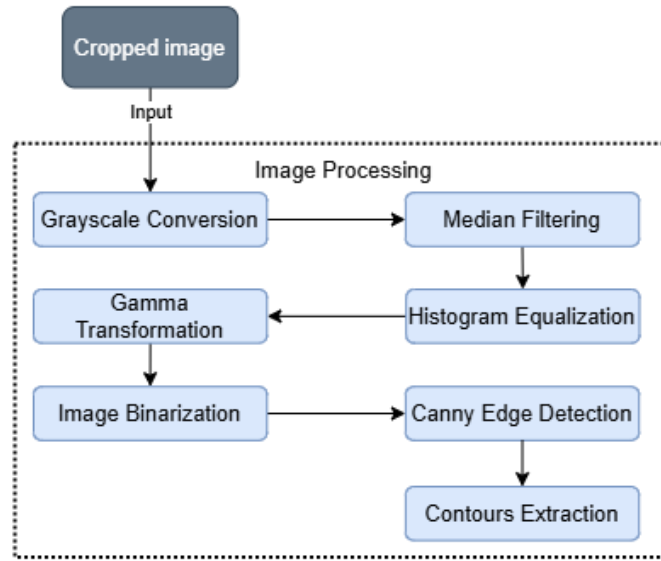 Cropped image
Input
Image Processing
Grayscale Conversion
Median Filtering
Histogram Equalization
Gamma
Transformation
Image Binarization
Canny Edge Detection
Contours Extraction